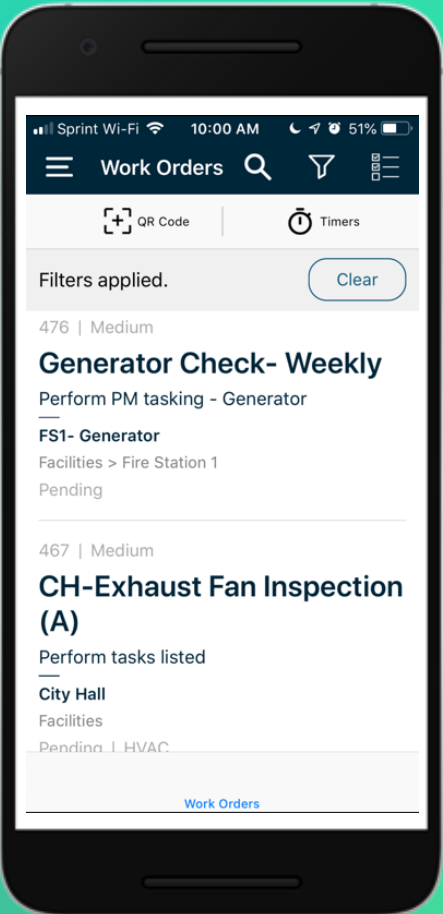 Sprint Wi-Fi 10:00 AM 51%
Work Orders
QR Code Timers
Filters applied. Clear
476 | Medium
Generator Check- Weekly
Perform PM tasking - Generator
FS1- Generator
Facilities > Fire Station 1
Pending
467 | Medium
CH-Exhaust Fan Inspection
(A)
Perform tasks listed
City Hall
Facilities
Pending | HVAC
Work Orders